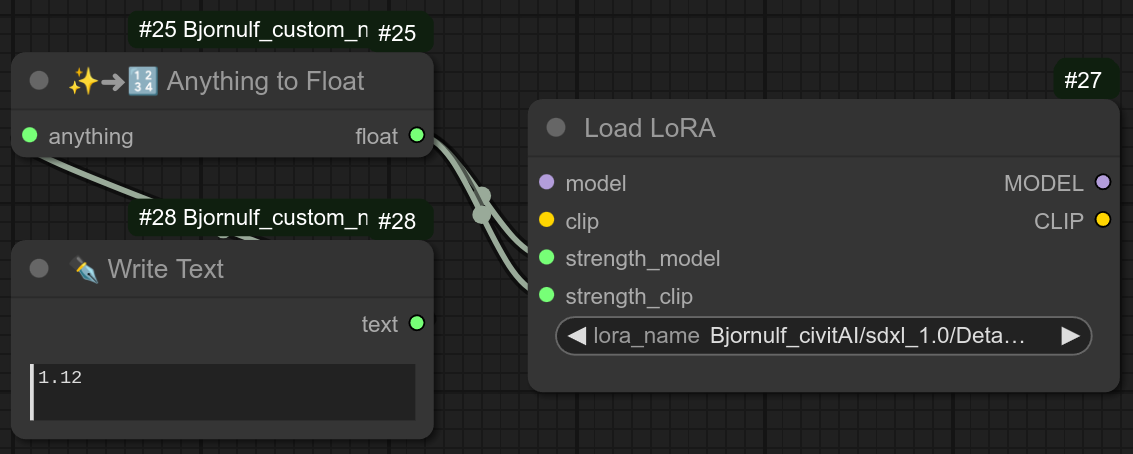 #25 Bjornulf_custom_n #25
✨➜🔢 Anything to Float
anything float
#28 Bjornulf_custom_n #28
✒️ Write Text
text
1.12
#27
Load LoRA
model MODEL
clip CLIP
strength_model
strength_clip
lora_name Bjornulf_civitAI/sdxl_1.0/Deta…